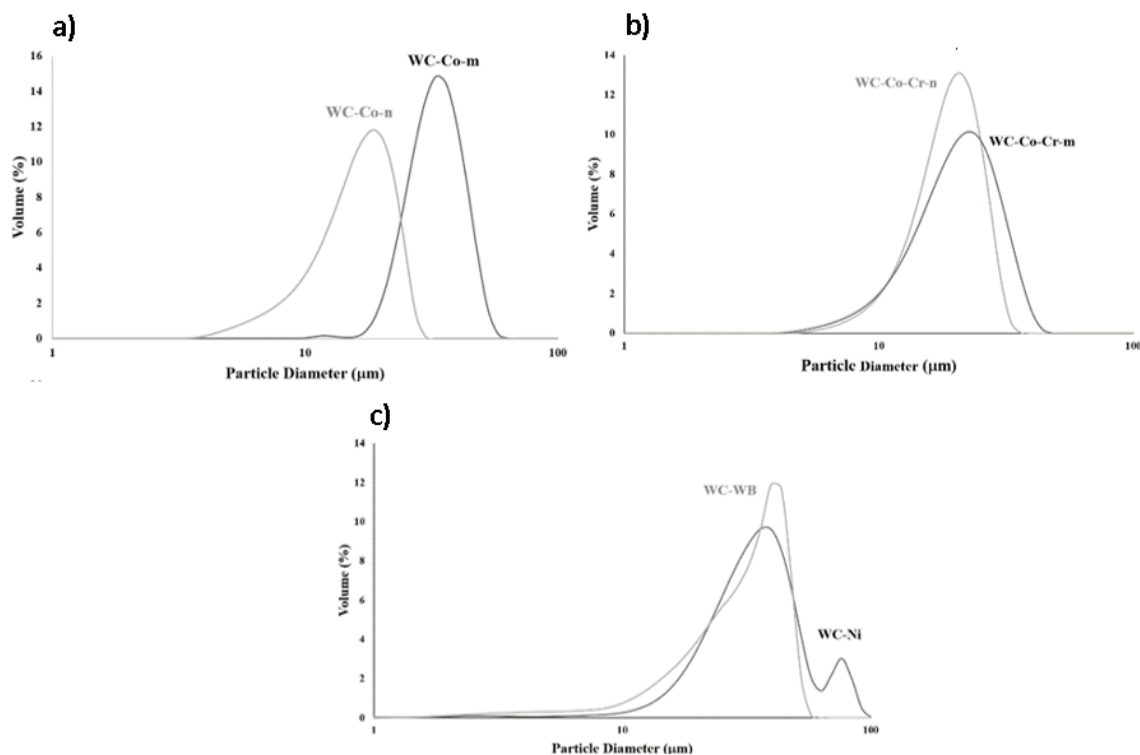 a)
16
14
12
10
8
6
4
2
0
Volume (%)
WC-Co-m
WC-Co-n
1
10
100
Particle Diameter (μm)
b)
14
12
10
8
6
4
2
0
Volume (%)
WC-Co-Cr-n
WC-Co-Cr-m
1
10
100
Particle Diameter (μm)
c)
14
12
10
8
6
4
2
0
Volume (%)
WC-WB
WC-Ni
1
10
100
Particle Diameter (μm)